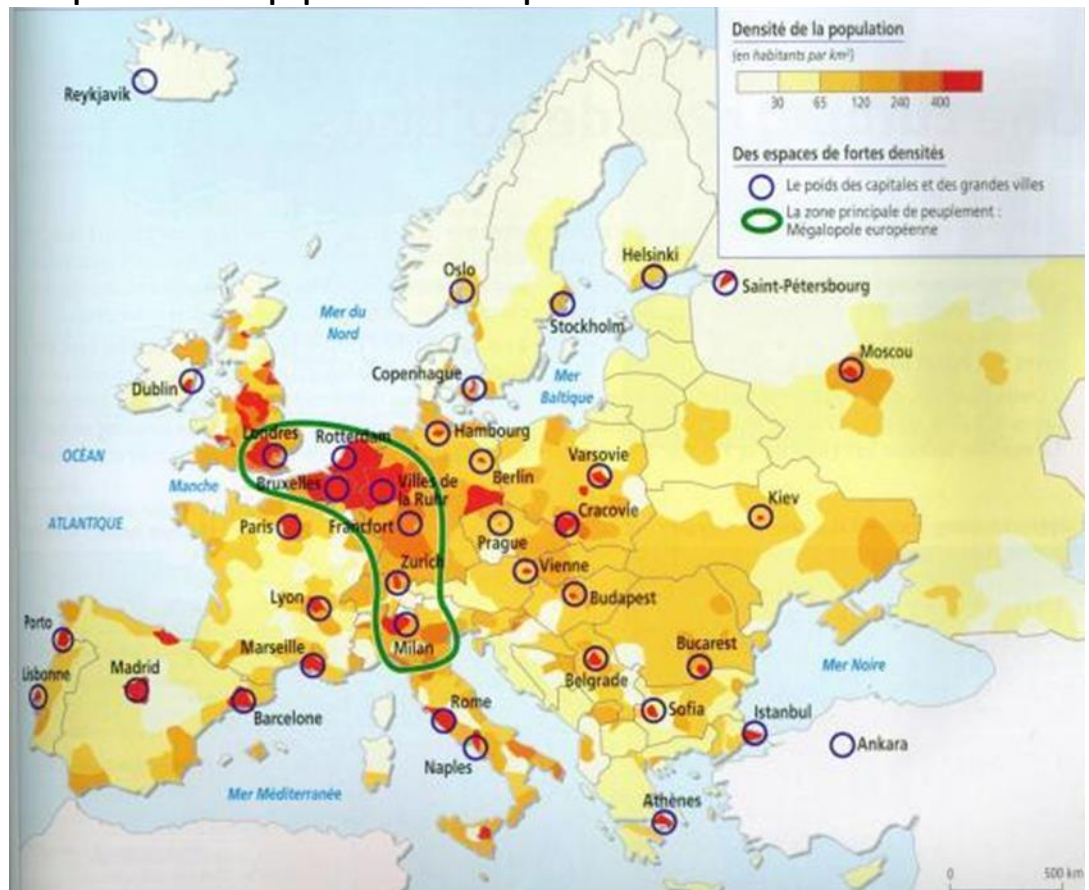 Densité de la population
(en habitants par km²)
30 65 120 240 400
Des espaces de fortes densités
Le poids des capitales et des grandes villes
La zone principale de peuplement :
Mégalopole européenne
Reykjavik
Oslo
Helsinki
Saint-Pétersbourg
Stockholm
Mer du
Nord
Moscou
Copenhague
Mer
Baltique
Dublin
Londres
Rotterdam
Hambourg
OCÉAN
Berlin
Varsovie
Manche
Bruxelles
Villes de
la Ruhr
Kiev
ATLANTIQUE
Paris
Francfort
Cracovie
Prague
Zurich
Vienne
Lyon
Budapest
Porto
Milan
Marseille
Bucarest
Mer Noire
Lisbonne
Madrid
Belgrade
Barcelone
Rome
Sofia
Istanbul
Ankara
Naples
Mer Méditerranée
Athènes
0 500 km